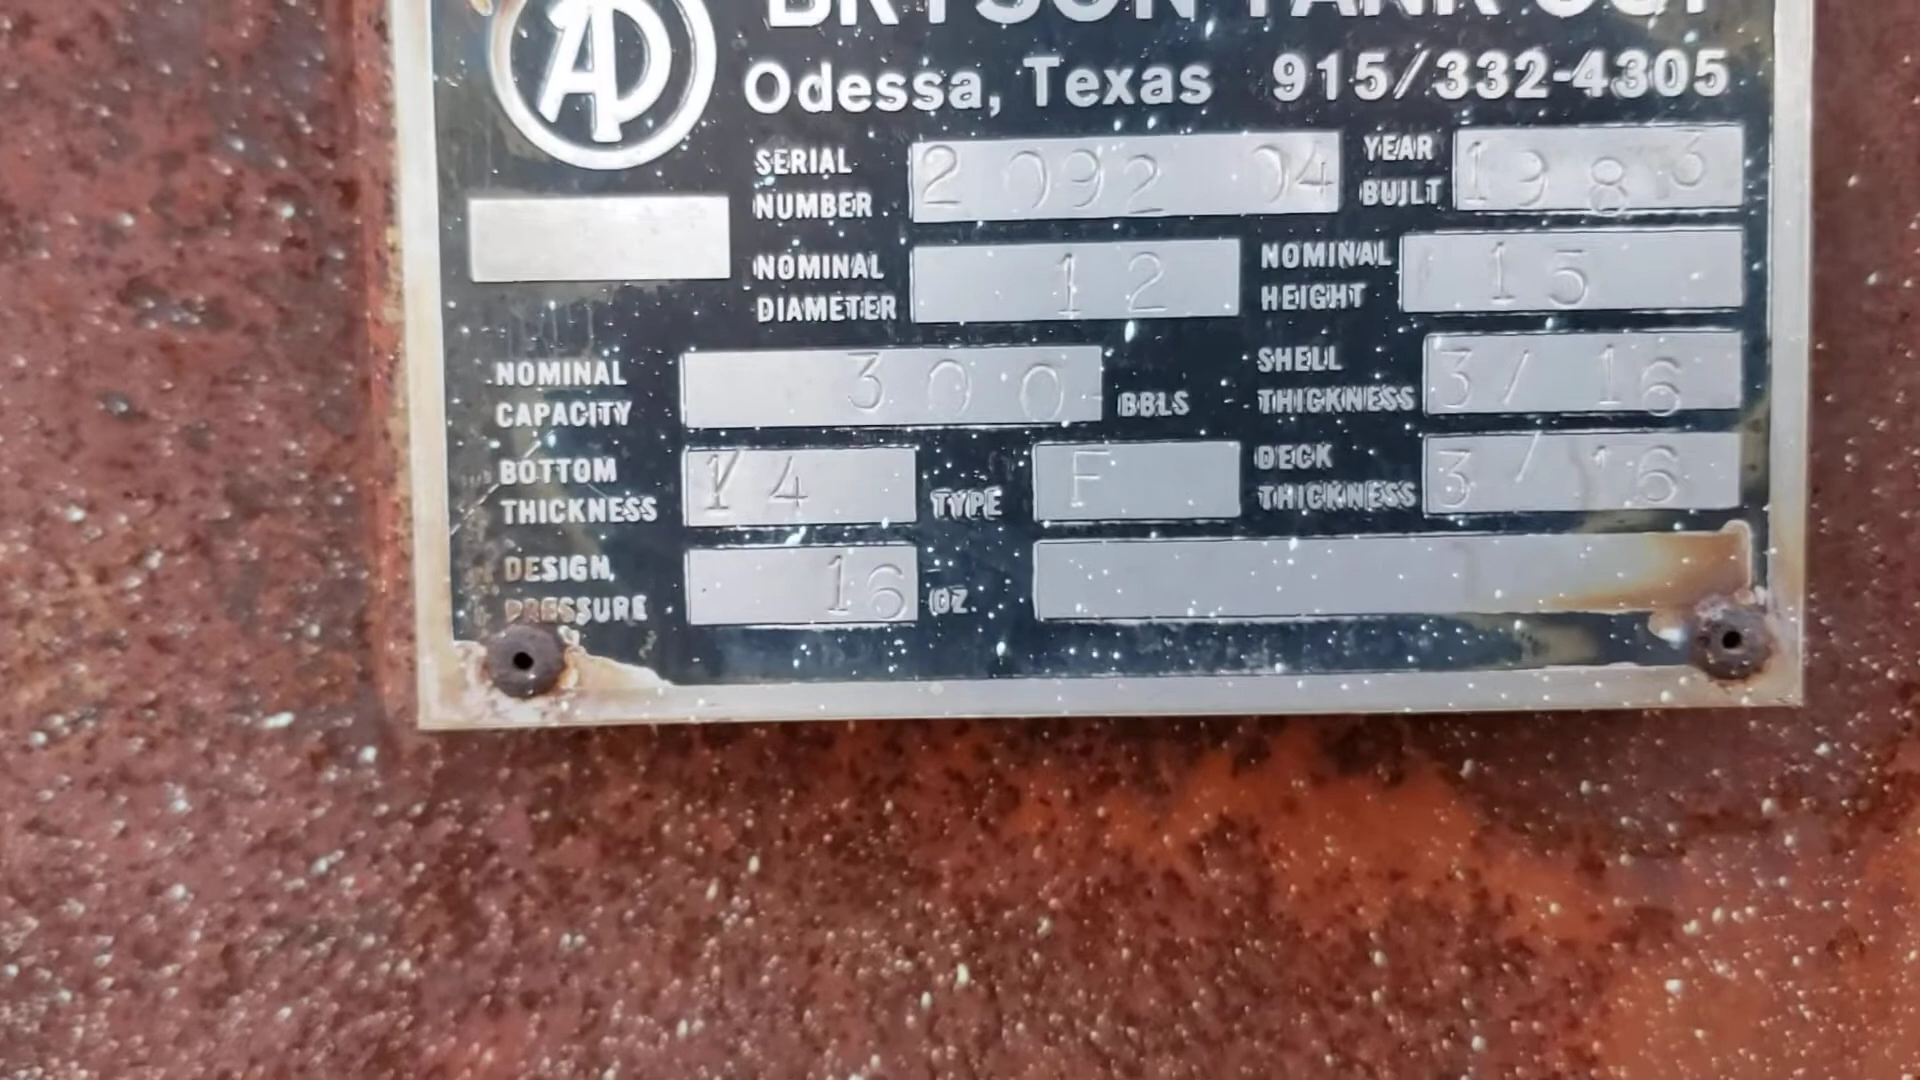 BRYSON TANK CO
Odessa, Texas 915/332-4305
SERIAL NUMBER 2092 04 YEAR BUILT 1983
NOMINAL DIAMETER 12 NOMINAL HEIGHT 15
NOMINAL CAPACITY 300 BBLS SHELL THICKNESS 3/16
BOTTOM THICKNESS 1/4 TYPE F DECK THICKNESS 3/16
DESIGN PRESSURE 16 OZ.